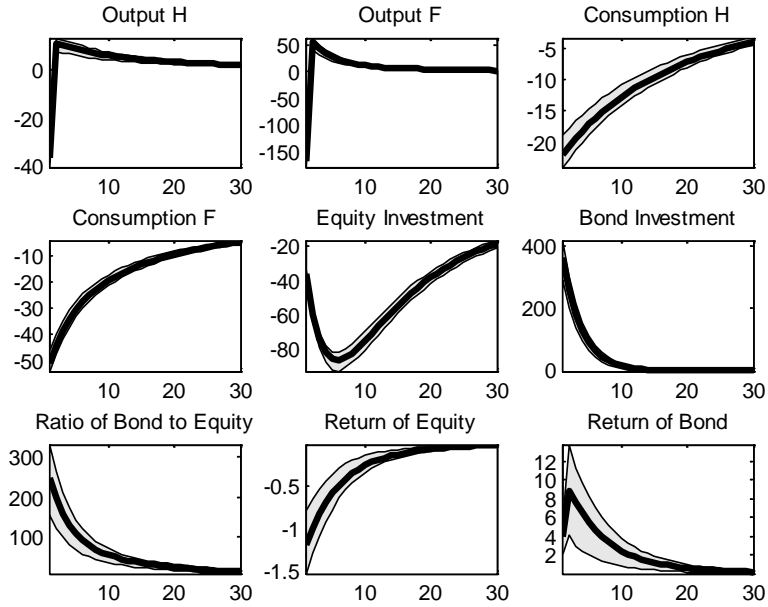 Output H
Output F
Consumption H
0
-20
-40
10 20 30
50
0
-50
-100
-150
10 20 30
-5
-10
-15
-20
10 20 30
Consumption F
Equity Investment
Bond Investment
-10
-20
-30
-40
-50
10 20 30
-20
-40
-60
-80
10 20 30
400
200
0
10 20 30
Ratio of Bond to Equity
Return of Equity
Return of Bond
300
200
100
10 20 30
-0.5
-1
-1.5
10 20 30
12
10
8
6
4
2
10 20 30